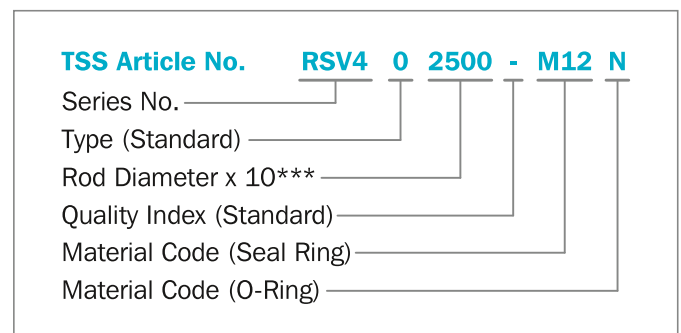 TSS Article No. RSV4 0 2500 - M12 N
Series No.
Type (Standard)
Rod Diameter x 10***
Quality Index (Standard)
Material Code (Seal Ring)
Material Code (O-Ring)